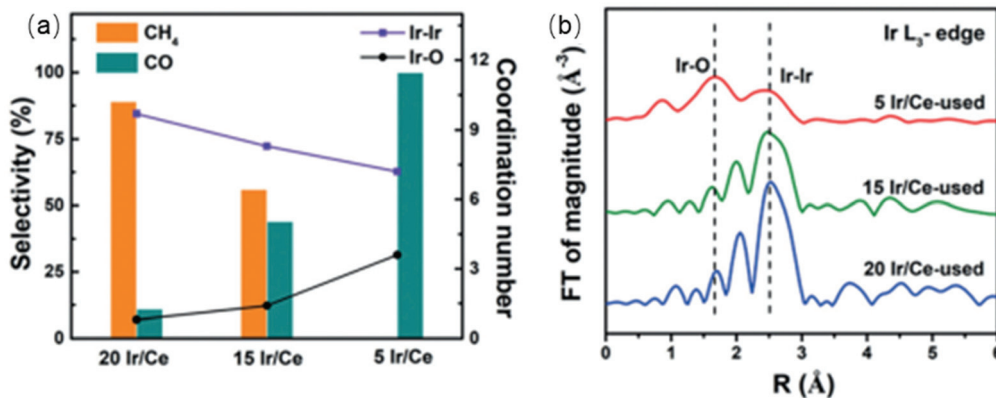 (a)
CH₄
CO
Ir-Ir
Ir-O
Selectivity (%)
100
75
50
25
0
Coordination number
12
9
6
3
0
20 Ir/Ce
15 Ir/Ce
5 Ir/Ce
(b)
Ir L₃- edge
Ir-O
Ir-Ir
5 Ir/Ce-used
15 Ir/Ce-used
20 Ir/Ce-used
FT of magnitude (Å⁻³)
0
1
2
3
4
5
6
R (Å)